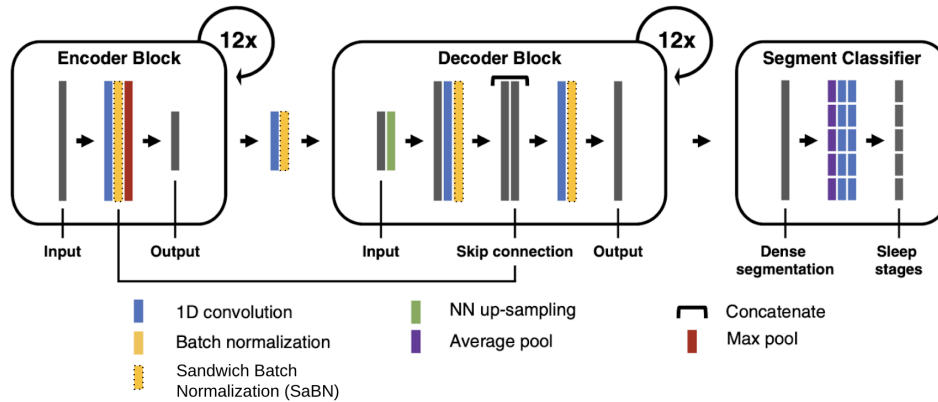 12x
12x
Encoder Block
Decoder Block
Segment Classifier
Input
Output
Input
Skip connection
Output
Dense
segmentation
Sleep
stages
1D convolution
NN up-sampling
Concatenate
Batch normalization
Average pool
Max pool
Sandwich Batch
Normalization (SaBN)